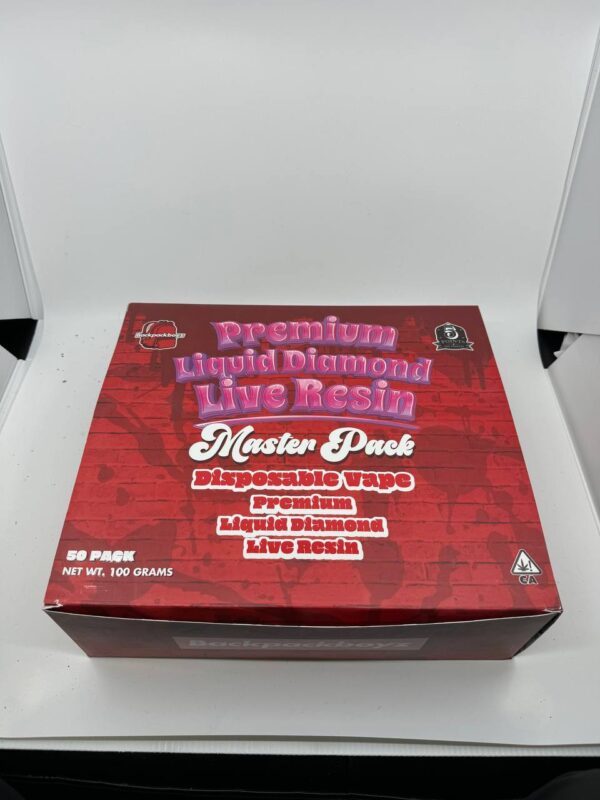 Backpackboyz
Premium
Liquid Diamond
Live Resin
Master Pack
Disposable Vape
Premium
Liquid Diamond
Live Resin
50 PACK
NET WT. 100 GRAMS
CA
Backpackboyz